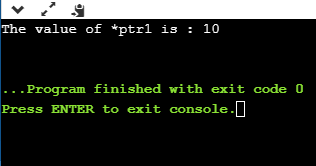 The value of *ptr1 is : 10
...Program finished with exit code 0
Press ENTER to exit console.